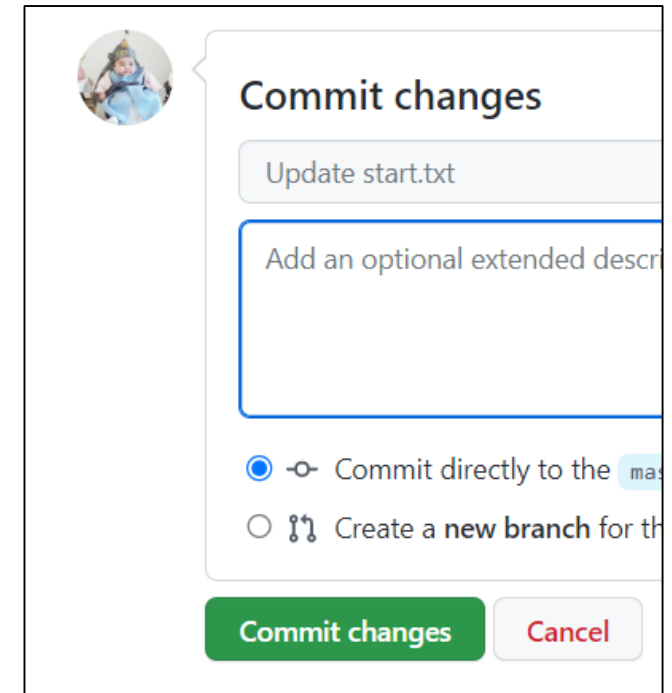 Commit changes
Update start.txt
Add an optional extended descri
Commit directly to the mas
Create a new branch for th
Commit changes
Cancel